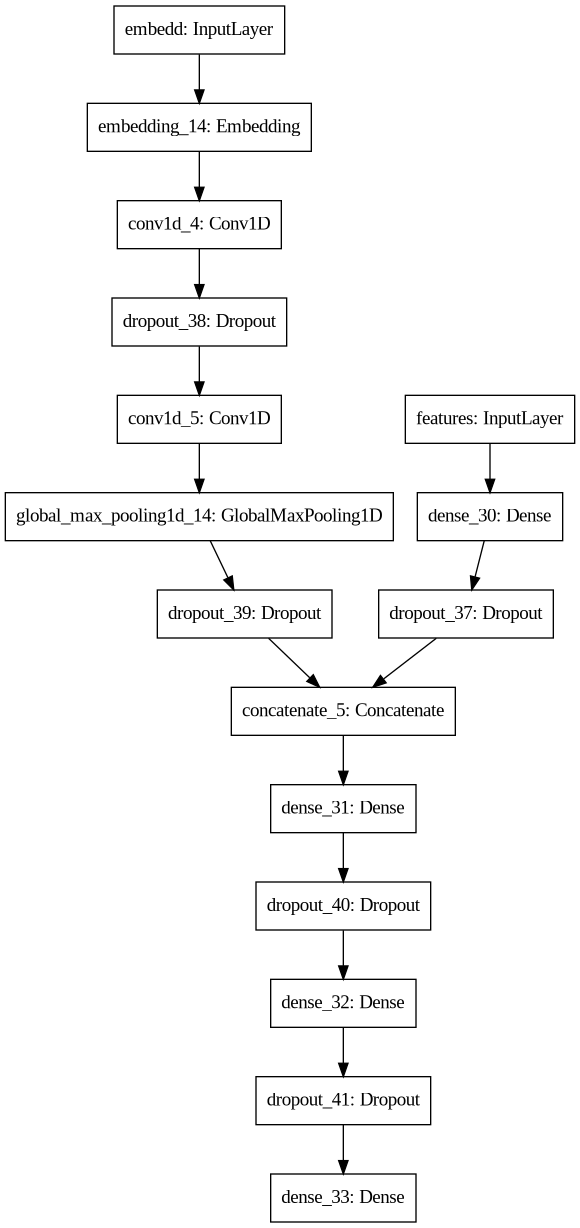 embedd: InputLayer
embedding_14: Embedding
conv1d_4: Conv1D
dropout_38: Dropout
conv1d_5: Conv1D
features: InputLayer
global_max_pooling1d_14: GlobalMaxPooling1D
dense_30: Dense
dropout_39: Dropout
dropout_37: Dropout
concatenate_5: Concatenate
dense_31: Dense
dropout_40: Dropout
dense_32: Dense
dropout_41: Dropout
dense_33: Dense